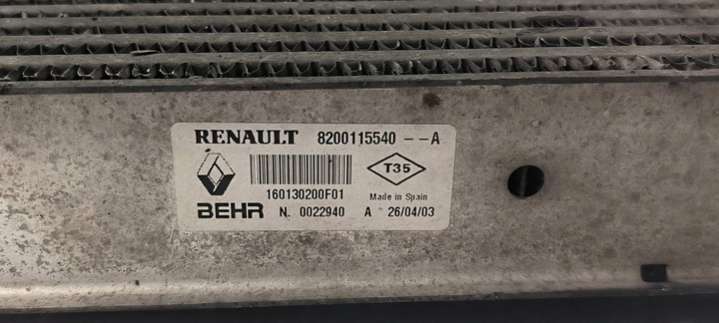 RENAULT 8200115540 -- A
T35
160130200F01 Made in Spain
BEHR N. 0022940 A 26/04/03